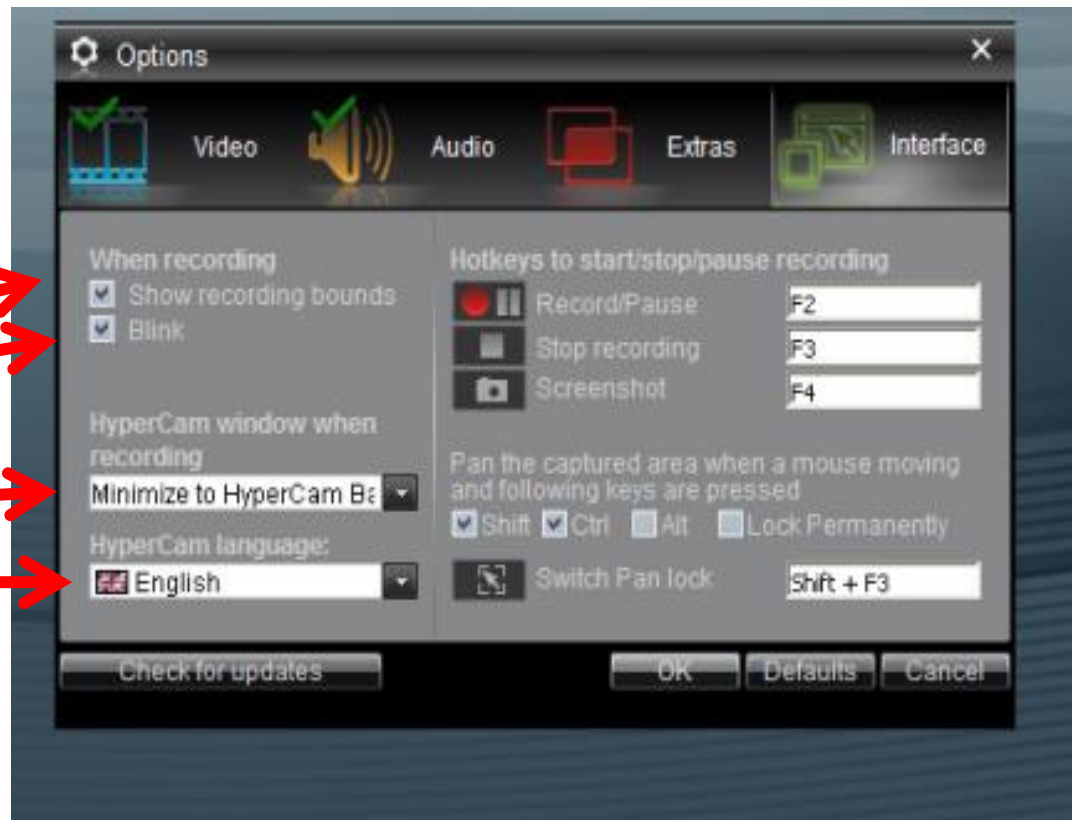 Options
Video
Audio
Extras
Interface
When recording
Show recording bounds
Blink
HyperCam window when
recording
Minimize to HyperCam Ba
HyperCam language:
English
Hotkeys to start/stop/pause recording
Record/Pause F2
Stop recording F3
Screenshot F4
Pan the captured area when a mouse moving
and following keys are pressed
Shift Ctrl Alt Lock Permanently
Switch Pan lock Shift + F3
Check for updates
OK
Defaults
Cancel